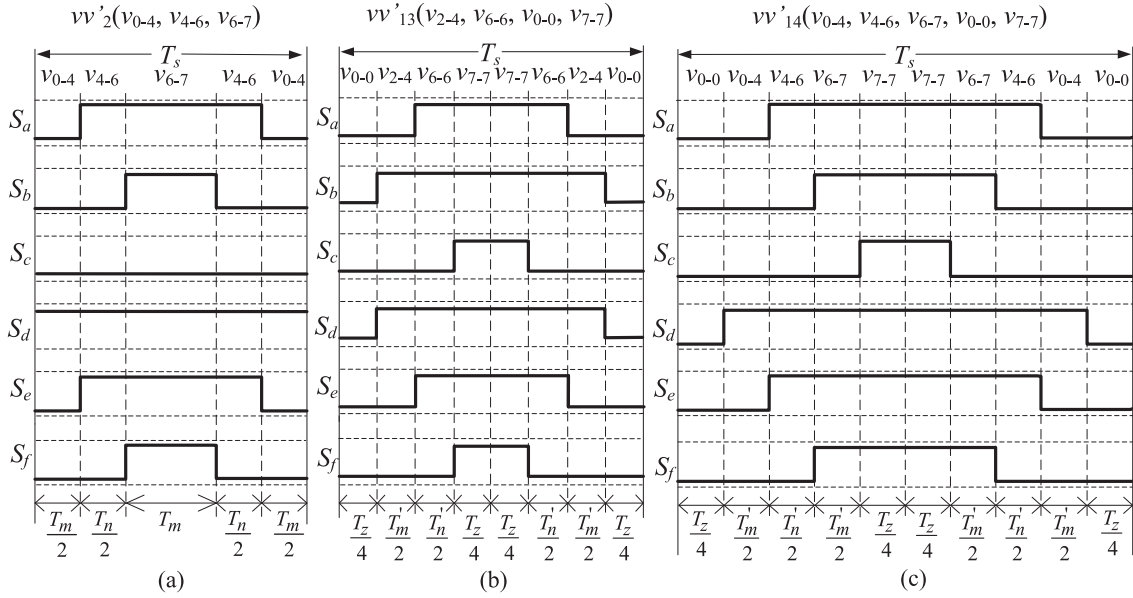 vv'2(v0-4, v4-6, v6-7)
Ts
v0-4 v4-6 v6-7 v4-6 v0-4
Sa
Sb
Sc
Sd
Se
Sf
Tm/2 Tn/2 Tm Tn/2 Tm/2
(a)
vv'13(v2-4, v6-6, v0-0, v7-7)
Ts
v0-0 v2-4 v6-6 v7-7 v7-7 v6-6 v2-4 v0-0
Sa
Sb
Sc
Sd
Se
Sf
Tz/4 T'm/2 T'n/2 Tz/4 Tz/4 T'n/2 T'm/2 Tz/4
(b)
vv'14(v0-4, v4-6, v6-7, v0-0, v7-7)
Ts
v0-0 v0-4 v4-6 v6-7 v7-7 v7-7 v6-7 v4-6 v0-4 v0-0
Sa
Sb
Sc
Sd
Se
Sf
Tz/4 T'm/2 T'n/2 T'm/2 Tz/4 Tz/4 T'm/2 T'n/2 T'm/2 Tz/4
(c)